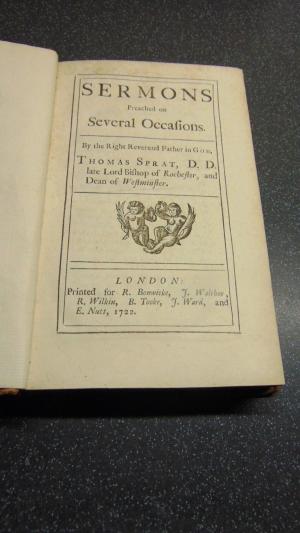 SERMONS
Preached on
Several Occaſions.
By the Right Reverend Father in GOD,
THOMAS SPRAT, D. D.
late Lord Biſhop of Rocheſter, and
Dean of Weſtminſter.
LONDON:
Printed for R. Bonwicke, J. Walthoe,
R. Wilkin, B. Tooke, J. Ward, and
E. Nutt, 1722.